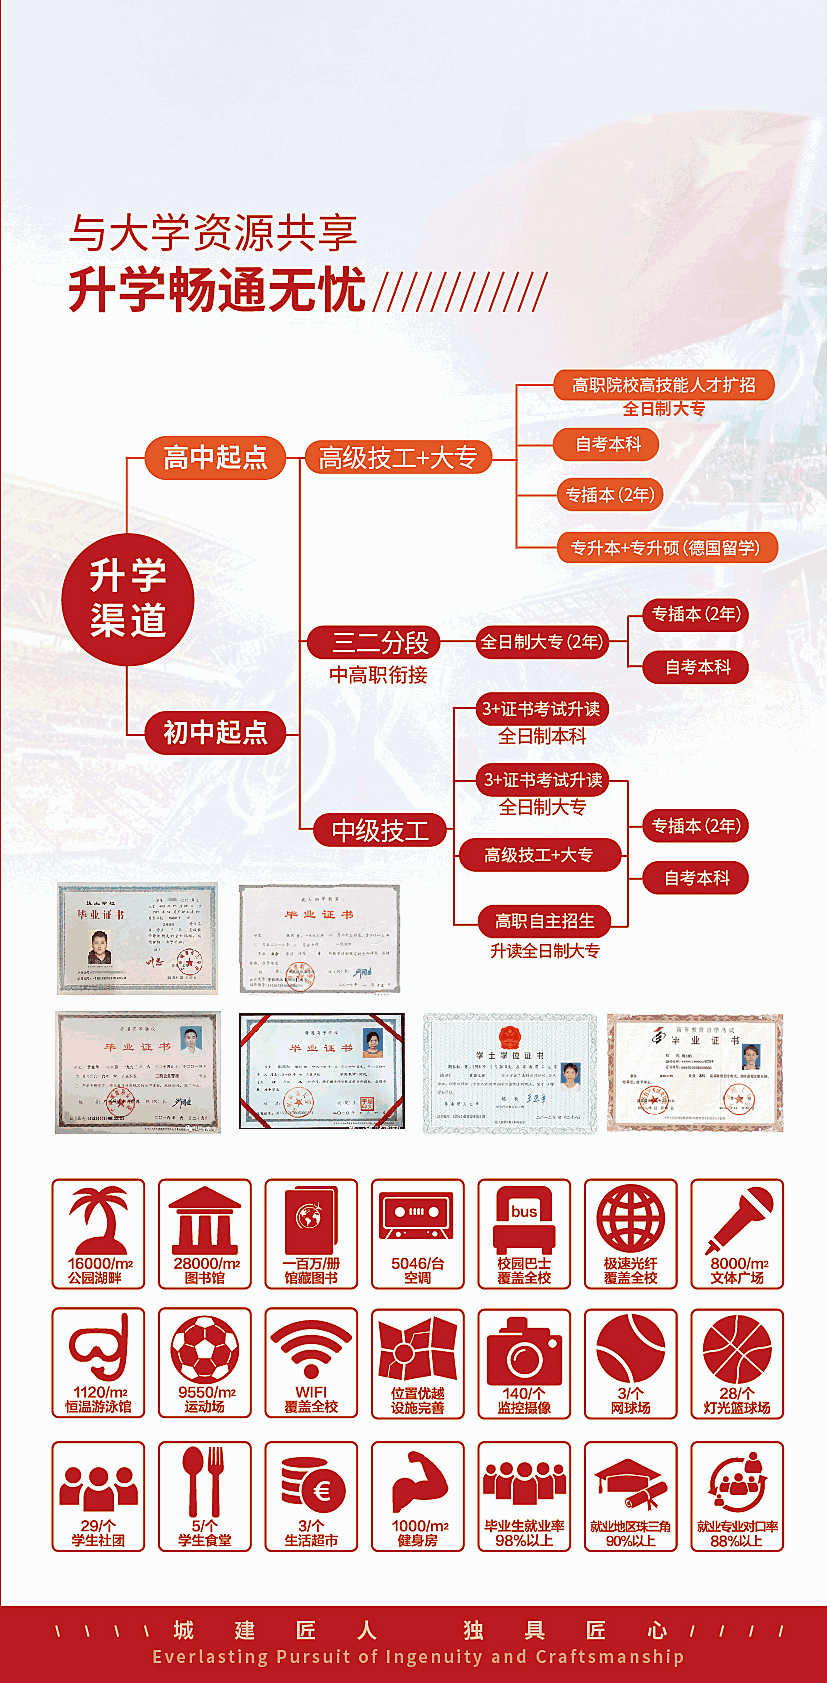 与大学资源共享
升学畅通无忧
高职院校高技能人才扩招
全日制大专
高中起点
高级技工+大专
自考本科
专插本(2年)
专升本+专升硕(德国留学)
升学
渠道
三二分段
中高职衔接
全日制大专(2年)
专插本(2年)
自考本科
初中起点
3+证书考试升读
全日制本科
3+证书考试升读
全日制大专
中级技工
专插本(2年)
高级技工+大专
自考本科
高职自主招生
升读全日制大专
毕业证书
毕业证书
毕业证书
毕业证书
学士学位证书
毕业证书
16000/m²
公园湖畔
28000/m²
图书馆
一百万/册
馆藏图书
5046/台
空调
bus
校园巴士
覆盖全校
极速光纤
覆盖全校
8000/m²
文体广场
1120/m²
恒温游泳馆
9550/m²
运动场
WIFI
覆盖全校
位置优越
设施完善
140/个
监控摄像
3/个
网球场
28/个
灯光篮球场
29/个
学生社团
5/个
学生食堂
€
3/个
生活超市
1000/m²
健身房
毕业生就业率
98%以上
就业地区珠三角
90%以上
就业专业对口率
88%以上
城建匠人 独具匠心
Everlasting Pursuit of Ingenuity and Craftsmanship